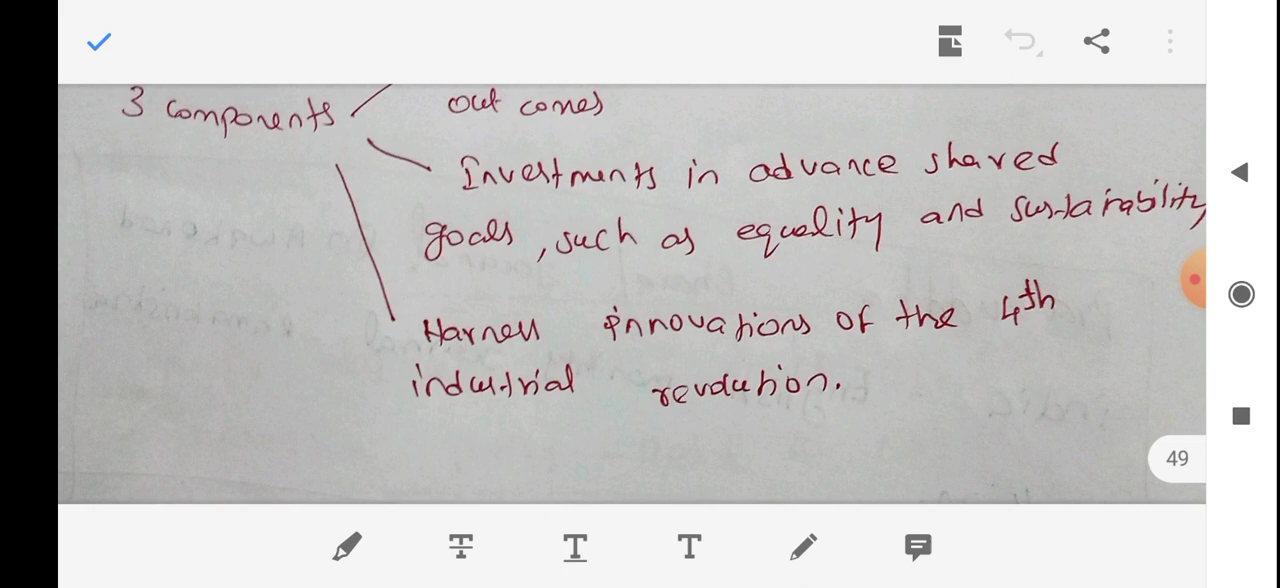 3 components
out comes
Investments in advance shared
goals, such as equality and sustainability
Harness innovations of the 4th
industrial revolution.
49